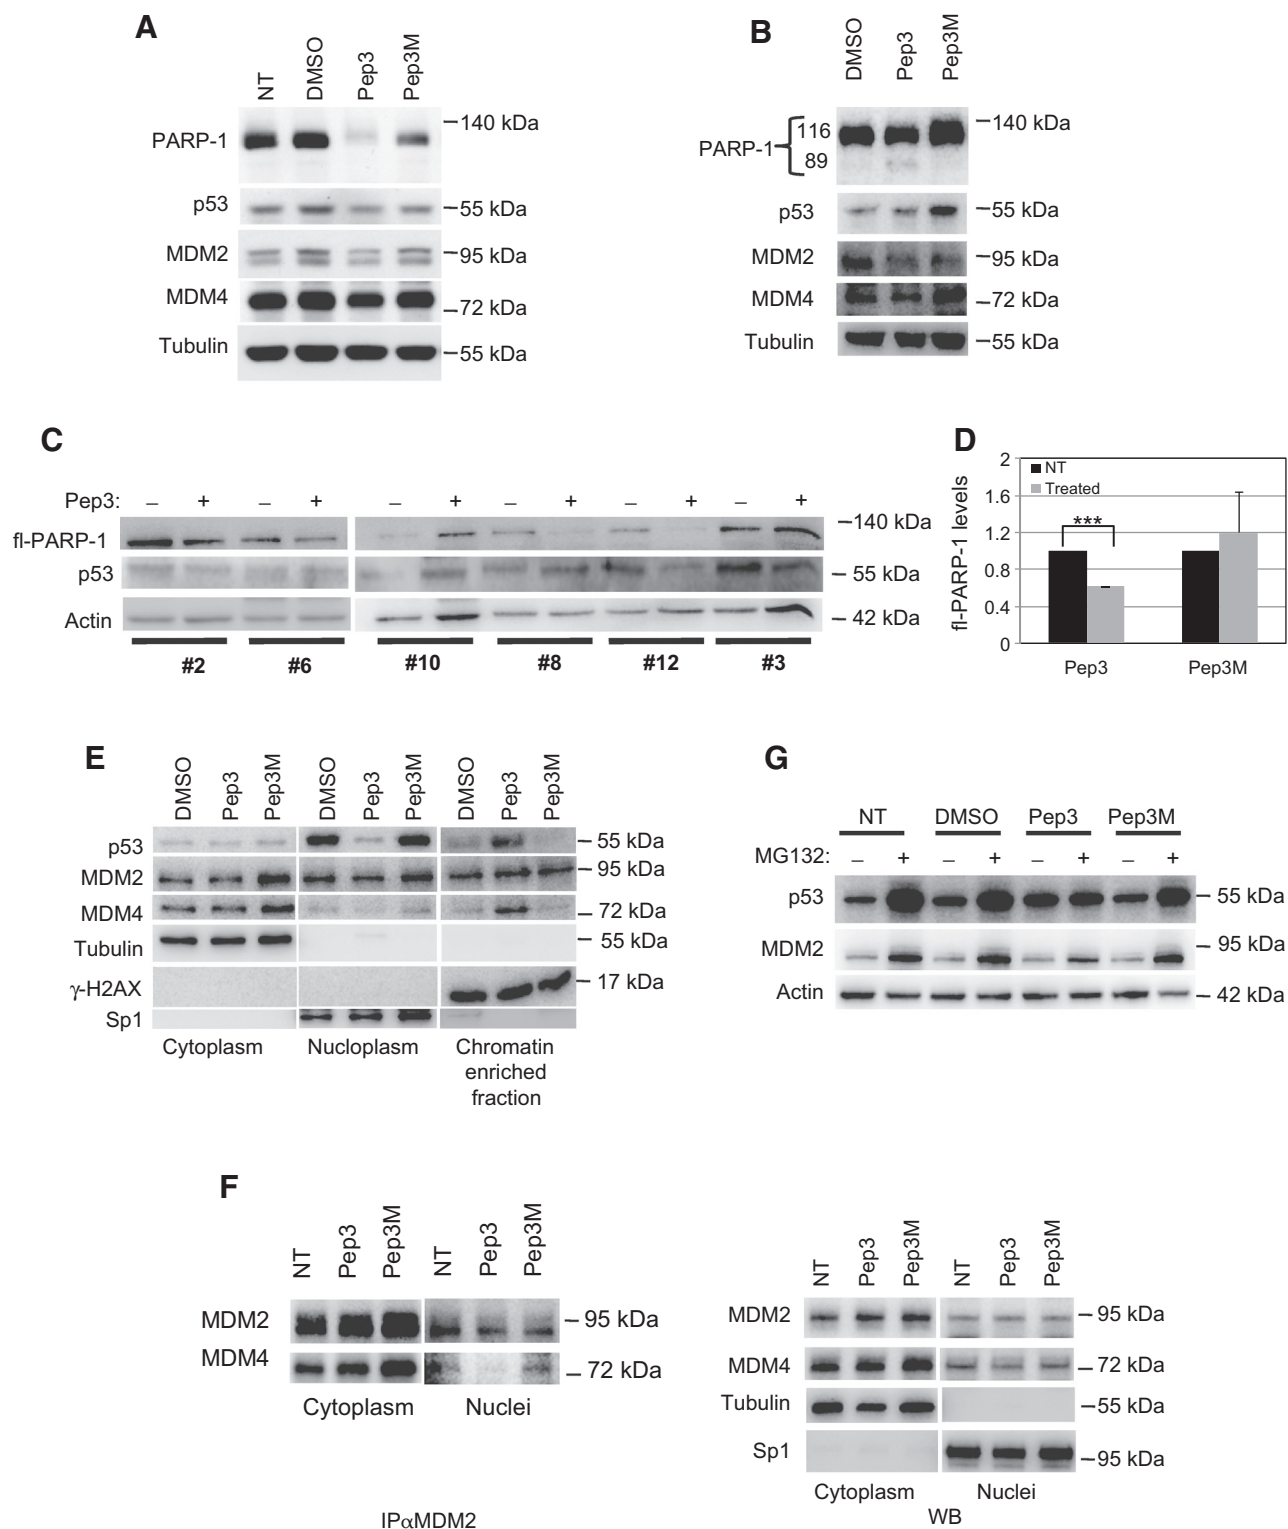 A
NT DMSO Pep3 Pep3M
PARP-1 140 kDa
p53 55 kDa
MDM2 95 kDa
MDM4 72 kDa
Tubulin 55 kDa
B
DMSO Pep3 Pep3M
PARP-1 116 89 140 kDa
p53 55 kDa
MDM2 95 kDa
MDM4 72 kDa
Tubulin 55 kDa
C
Pep3: – + – + – + – + – + – +
fl-PARP-1 140 kDa
p53 55 kDa
Actin 42 kDa
#2 #6 #10 #8 #12 #3
D
fl-PARP-1 levels
2
1.6
1.2
0.8
0.4
0
NT
Treated
***
Pep3 Pep3M
E
DMSO Pep3 Pep3M DMSO Pep3 Pep3M DMSO Pep3 Pep3M
p53 55 kDa
MDM2 95 kDa
MDM4 72 kDa
Tubulin 55 kDa
γ-H2AX 17 kDa
Sp1
Cytoplasm Nucloplasm Chromatin
enriched
fraction
G
NT DMSO Pep3 Pep3M
MG132: – + – + – + – +
p53 55 kDa
MDM2 95 kDa
Actin 42 kDa
F
NT Pep3 Pep3M NT Pep3 Pep3M
MDM2 95 kDa
MDM4 72 kDa
Cytoplasm Nuclei
IPαMDM2
NT Pep3 Pep3M NT Pep3 Pep3M
MDM2 95 kDa
MDM4 72 kDa
Tubulin 55 kDa
Sp1 95 kDa
Cytoplasm Nuclei
WB